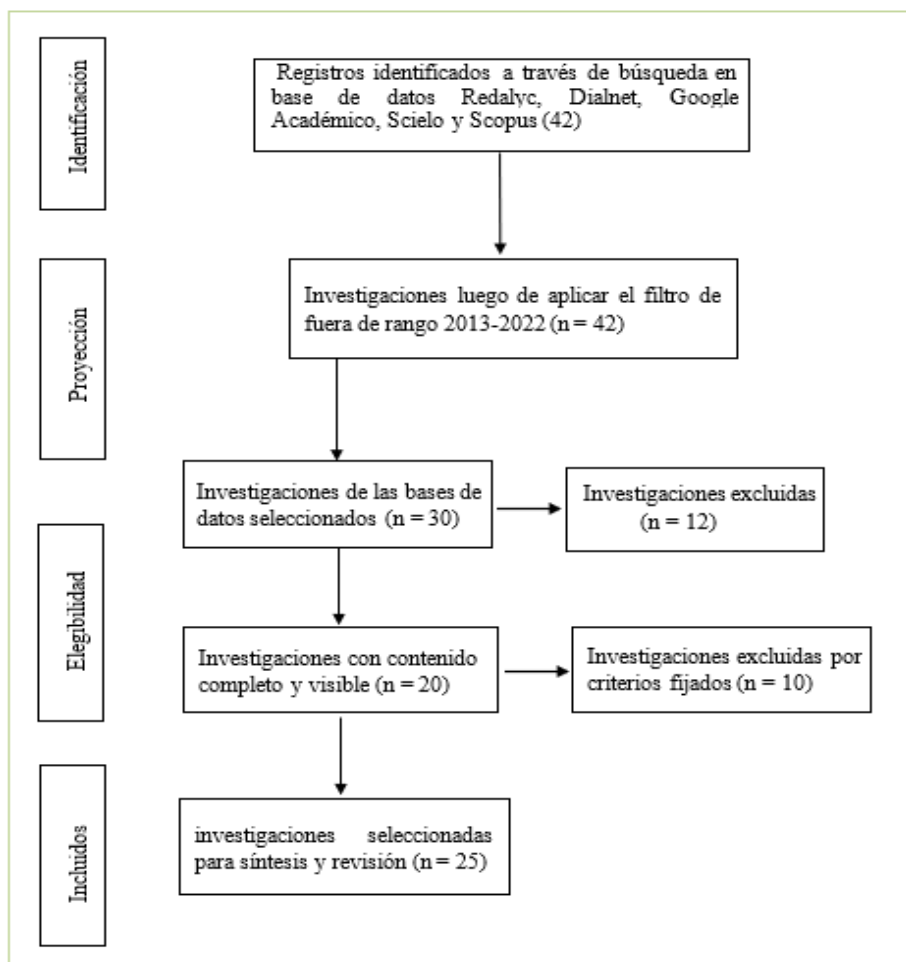 Identificación
Registros identificados a través de búsqueda en
base de datos Redalyc, Dialnet, Google
Académico, Scielo y Scopus (42)
Proyección
Investigaciones luego de aplicar el filtro de
fuera de rango 2013-2022 (n = 42)
Investigaciones de las bases de
datos seleccionados (n = 30)
Investigaciones excluidas
(n = 12)
Elegibilidad
Investigaciones con contenido
completo y visible (n = 20)
Investigaciones excluidas por
criterios fijados (n = 10)
Incluidos
investigaciones seleccionadas
para síntesis y revisión (n = 25)